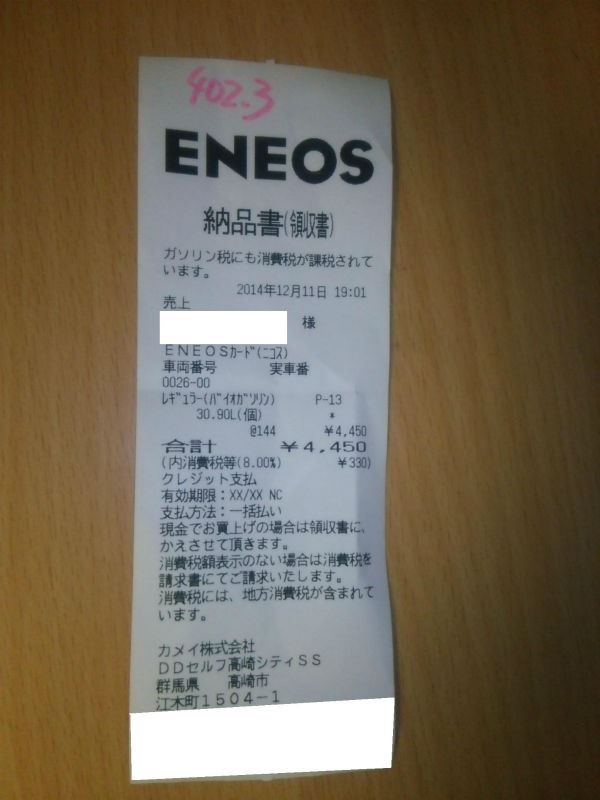 402.3
ENEOS
納品書(領収書)
ガソリン税にも消費税が課税されて
います。
2014年12月11日 19:01
売上
様
ENEOSｶｰﾄﾞ(ﾆｺｽ)
車両番号 実車番
0026-00
ﾚｷﾞｭﾗｰ(ﾊﾞｲｵｶﾞｿﾘﾝ) P-13
30.90L(個) *
@144 ¥4,450
合計 ¥4,450
(内消費税等(8.00%) ¥330)
クレジット支払
有効期限：XX/XX NC
支払方法：一括払い
現金でお買上げの場合は領収書に、
かえさせて頂きます。
消費税額表示のない場合は消費税を
請求書にてご請求いたします。
消費税には、地方消費税が含まれて
います。
カメイ株式会社
DDセルフ高崎シティSS
群馬県 高崎市
江木町1504-1